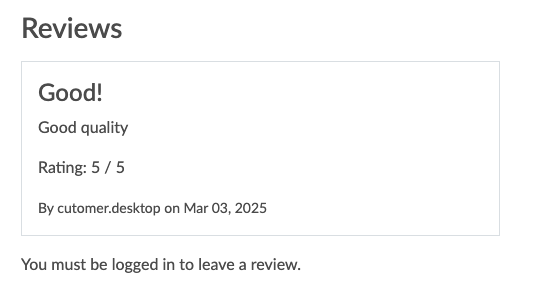 Reviews
Good!
Good quality
Rating: 5 / 5
By cutomer.desktop on Mar 03, 2025
You must be logged in to leave a review.